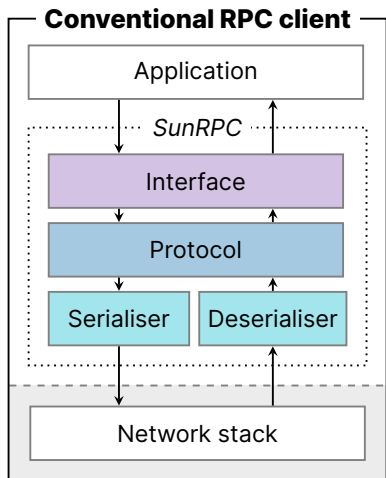 Conventional RPC client
Application
SunRPC
Interface
Protocol
Serialiser
Deserialiser
Network stack